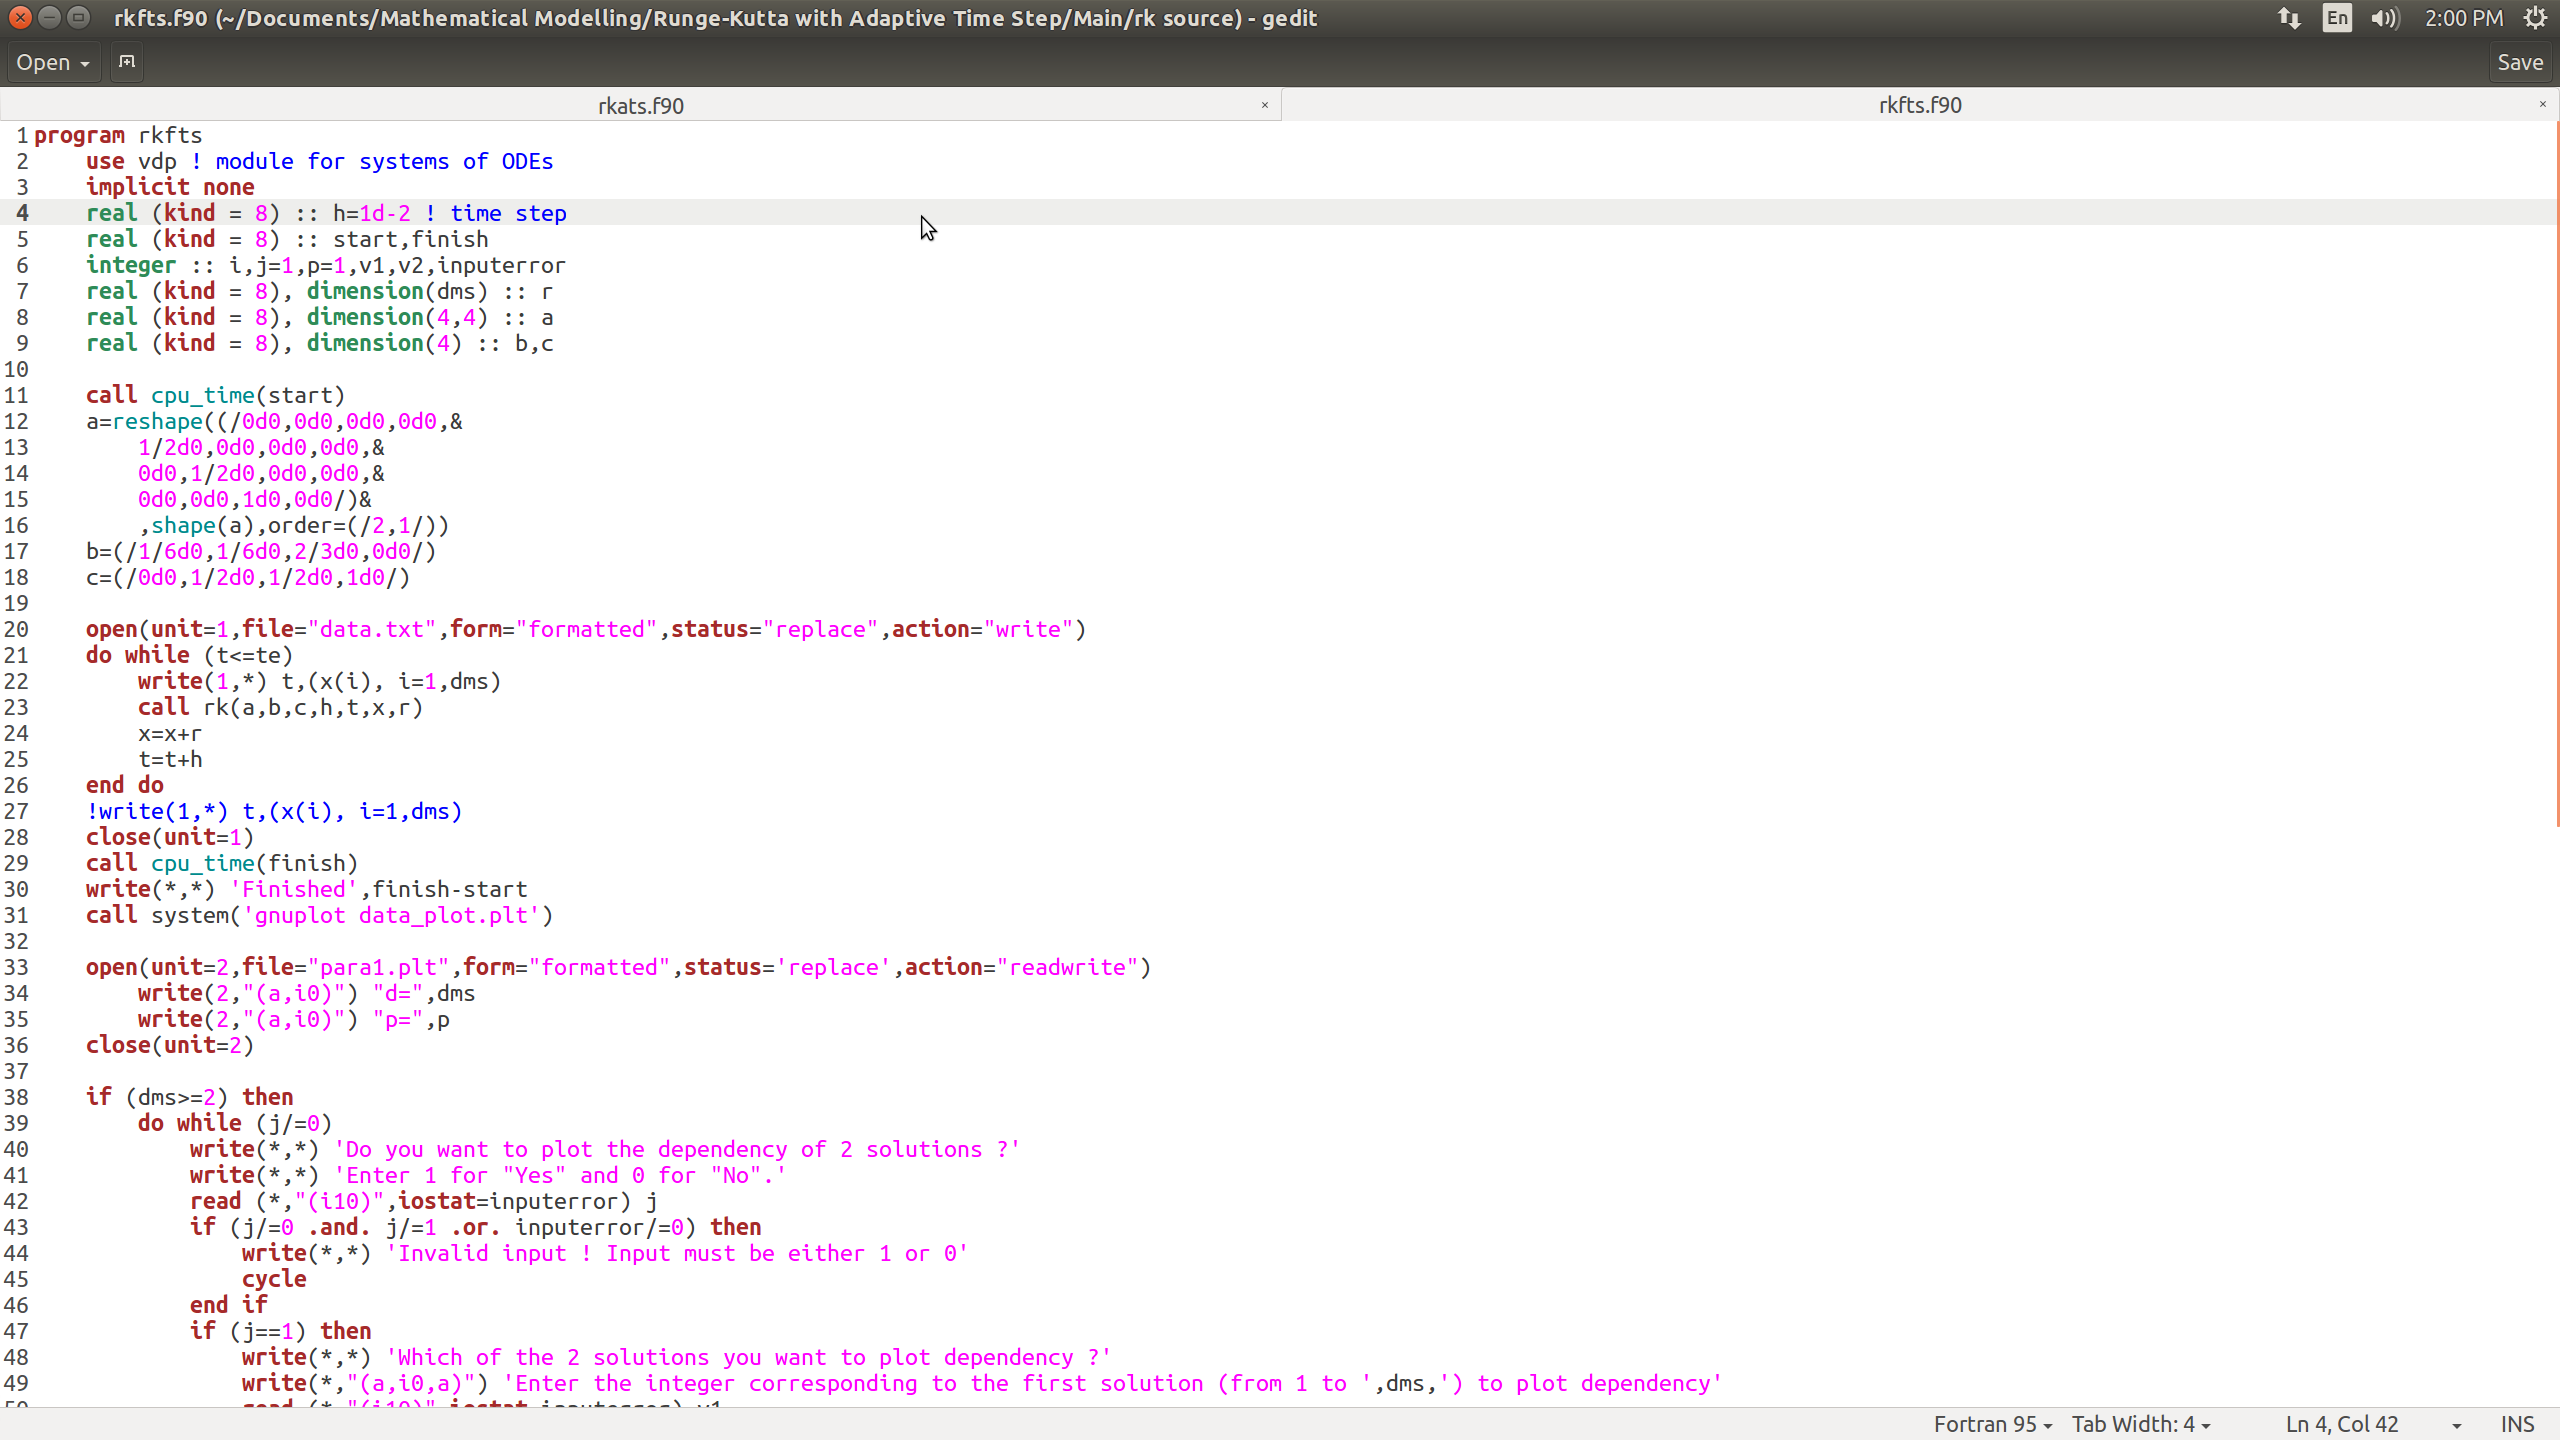 rkfts.f90 (~/Documents/Mathematical Modelling/Runge-Kutta with Adaptive Time Step/Main/rk source) - gedit
En 2:00 PM
Open Save
rkats.f90 × rkfts.f90 ×
1 program rkfts
2     use vdp ! module for systems of ODEs
3     implicit none
4     real (kind = 8) :: h=1d-2 ! time step
5     real (kind = 8) :: start,finish
6     integer :: i,j=1,p=1,v1,v2,inputerror
7     real (kind = 8), dimension(dms) :: r
8     real (kind = 8), dimension(4,4) :: a
9     real (kind = 8), dimension(4) :: b,c
10
11     call cpu_time(start)
12     a=reshape((/0d0,0d0,0d0,0d0,&
13         1/2d0,0d0,0d0,0d0,&
14         0d0,1/2d0,0d0,0d0,&
15         0d0,0d0,1d0,0d0/)&
16         ,shape(a),order=(/2,1/))
17     b=(/1/6d0,1/6d0,2/3d0,0d0/)
18     c=(/0d0,1/2d0,1/2d0,1d0/)
19
20     open(unit=1,file="data.txt",form="formatted",status="replace",action="write")
21     do while (t<=te)
22         write(1,*) t,(x(i), i=1,dms)
23         call rk(a,b,c,h,t,x,r)
24         x=x+r
25         t=t+h
26     end do
27     !write(1,*) t,(x(i), i=1,dms)
28     close(unit=1)
29     call cpu_time(finish)
30     write(*,*) 'Finished',finish-start
31     call system('gnuplot data_plot.plt')
32
33     open(unit=2,file="para1.plt",form="formatted",status='replace',action="readwrite")
34         write(2,"(a,i0)") "d=",dms
35         write(2,"(a,i0)") "p=",p
36     close(unit=2)
37
38     if (dms>=2) then
39         do while (j/=0)
40             write(*,*) 'Do you want to plot the dependency of 2 solutions ?'
41             write(*,*) 'Enter 1 for "Yes" and 0 for "No".'
42             read (*,"(i10)",iostat=inputerror) j
43             if (j/=0 .and. j/=1 .or. inputerror/=0) then
44                 write(*,*) 'Invalid input ! Input must be either 1 or 0'
45                 cycle
46             end if
47             if (j==1) then
48                 write(*,*) 'Which of the 2 solutions you want to plot dependency ?'
49                 write(*,"(a,i0,a)") 'Enter the integer corresponding to the first solution (from 1 to ',dms,') to plot dependency'
50                 read (*,"(i10)",iostat=inputerror) v1
Fortran 95 Tab Width: 4 Ln 4, Col 42 INS